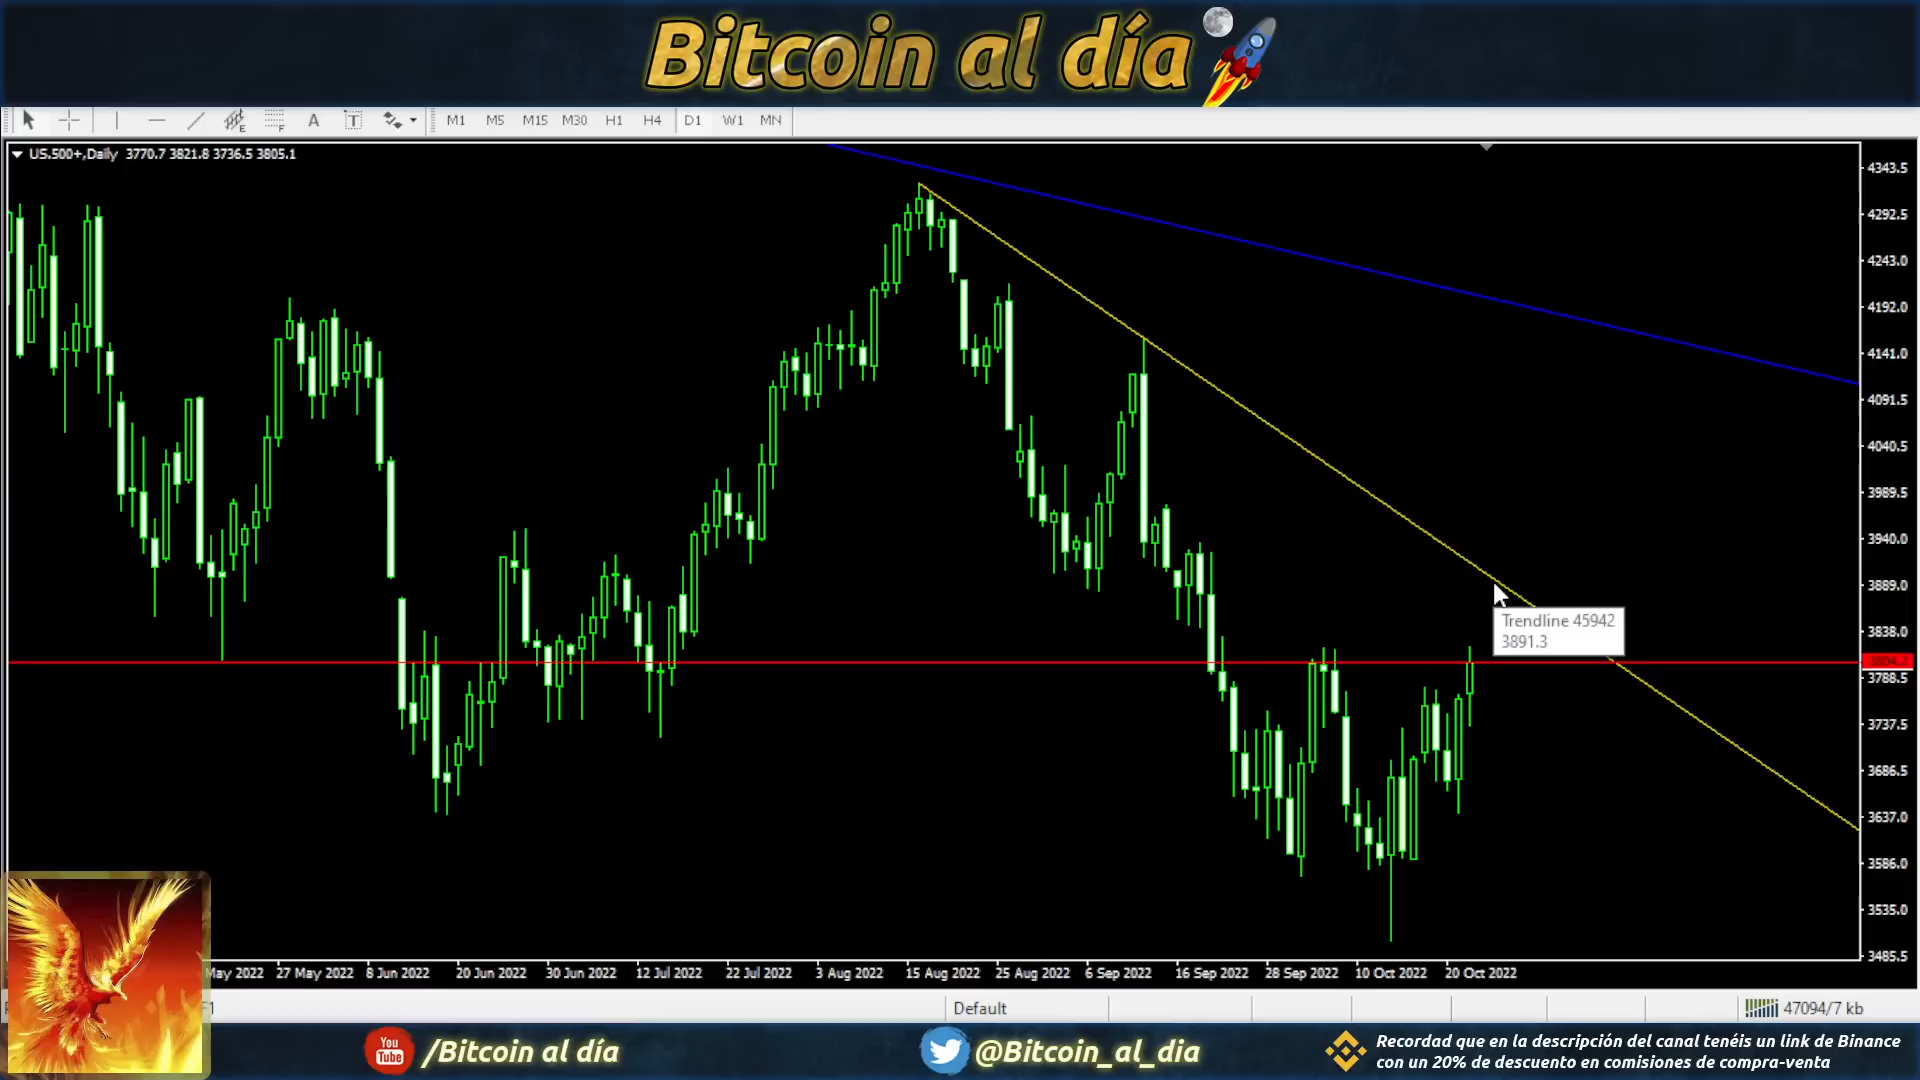 Bitcoin al día
E F A T M1 M5 M15 M30 H1 H4 D1 W1 MN
US.500+,Daily 3770.7 3821.8 3736.5 3805.1
4343.5
4292.5
4243.0
4192.0
4141.0
4091.5
4040.5
3989.5
3940.0
3889.0
Trendline 45942
3891.3
3838.0
3788.5
3737.5
3686.5
3637.0
3586.0
3535.0
3485.5
May 2022 27 May 2022 8 Jun 2022 20 Jun 2022 30 Jun 2022 12 Jul 2022 22 Jul 2022 3 Aug 2022 15 Aug 2022 25 Aug 2022 6 Sep 2022 16 Sep 2022 28 Sep 2022 10 Oct 2022 20 Oct 2022
Default 47094/7 kb
You Tube /Bitcoin al día
@Bitcoin_al_dia
Recordad que en la descripción del canal tenéis un link de Binance
con un 20% de descuento en comisiones de compra-venta